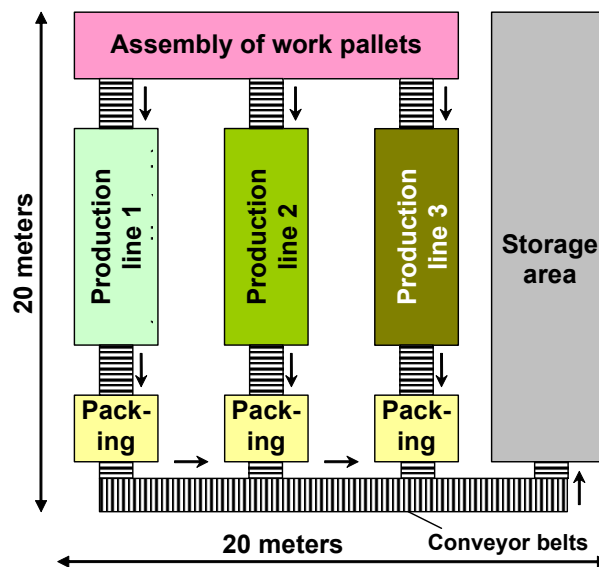 Assembly of work pallets
Production
line 1
Production
line 2
Production
line 3
Storage
area
20 meters
Pack-
ing
Pack-
ing
Pack-
ing
Conveyor belts
20 meters